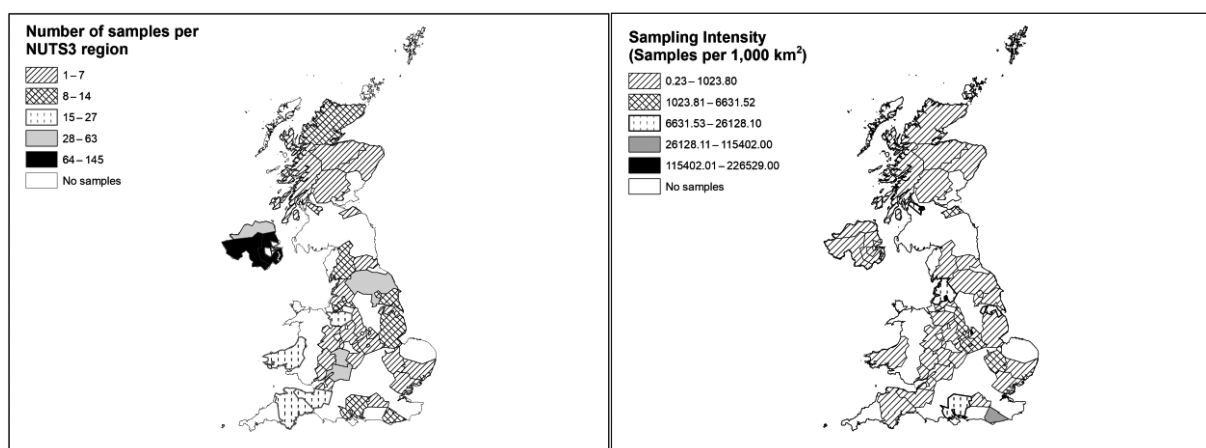 Number of samples per
NUTS3 region
1 – 7
8 – 14
15 – 27
28 – 63
64 – 145
No samples
Sampling Intensity
(Samples per 1,000 km²)
0.23 – 1023.80
1023.81 – 6631.52
6631.53 – 26128.10
26128.11 – 115402.00
115402.01 – 226529.00
No samples